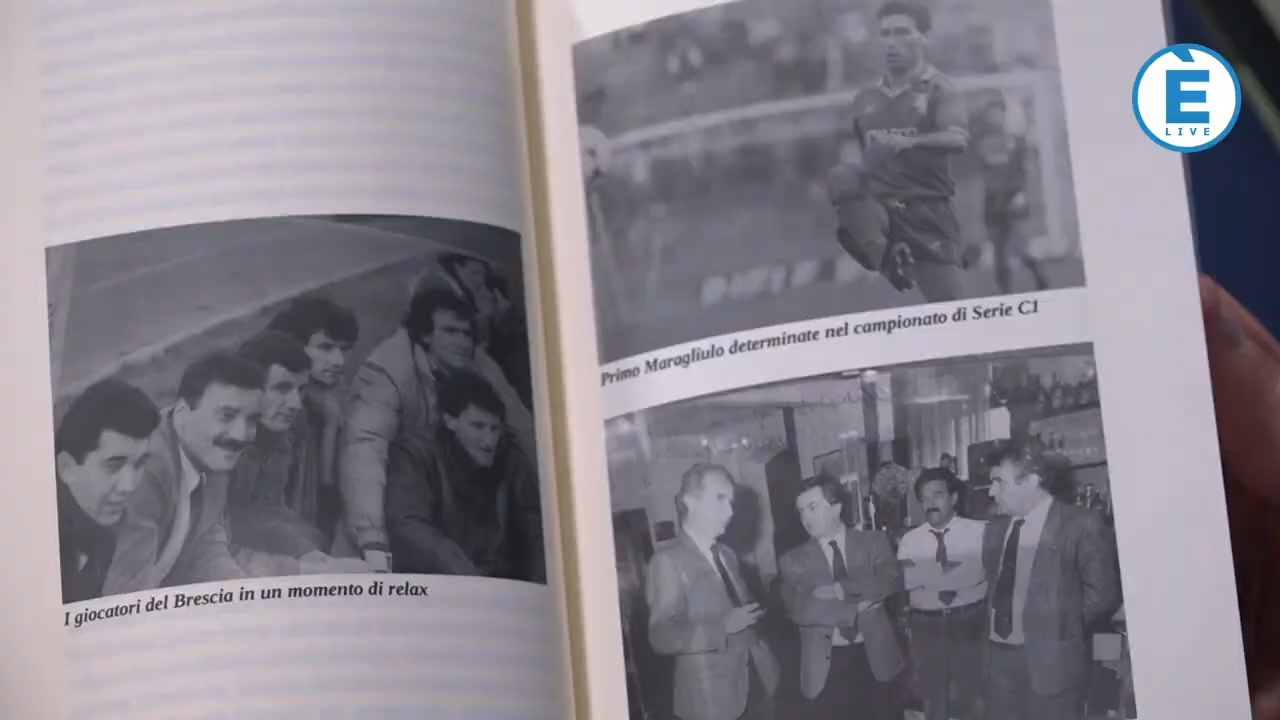 I giocatori del Brescia in un momento di relax
Primo Maragliulo determinate nel campionato di Serie C1
È
LIVE